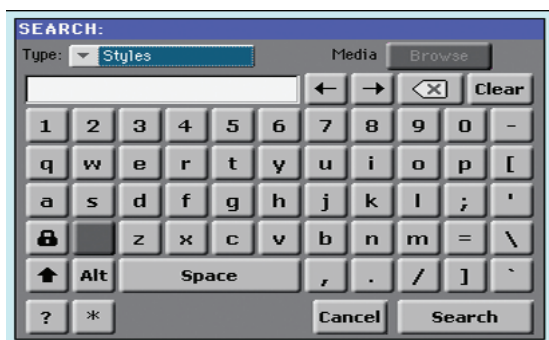 SEARCH:
Type: Styles Media Browse
← → Clear
1 2 3 4 5 6 7 8 9 0 -
q w e r t y u i o p [
a s d f g h j k l ; '
z x c v b n m = \
Alt Space , . / ] `
? * Cancel Search